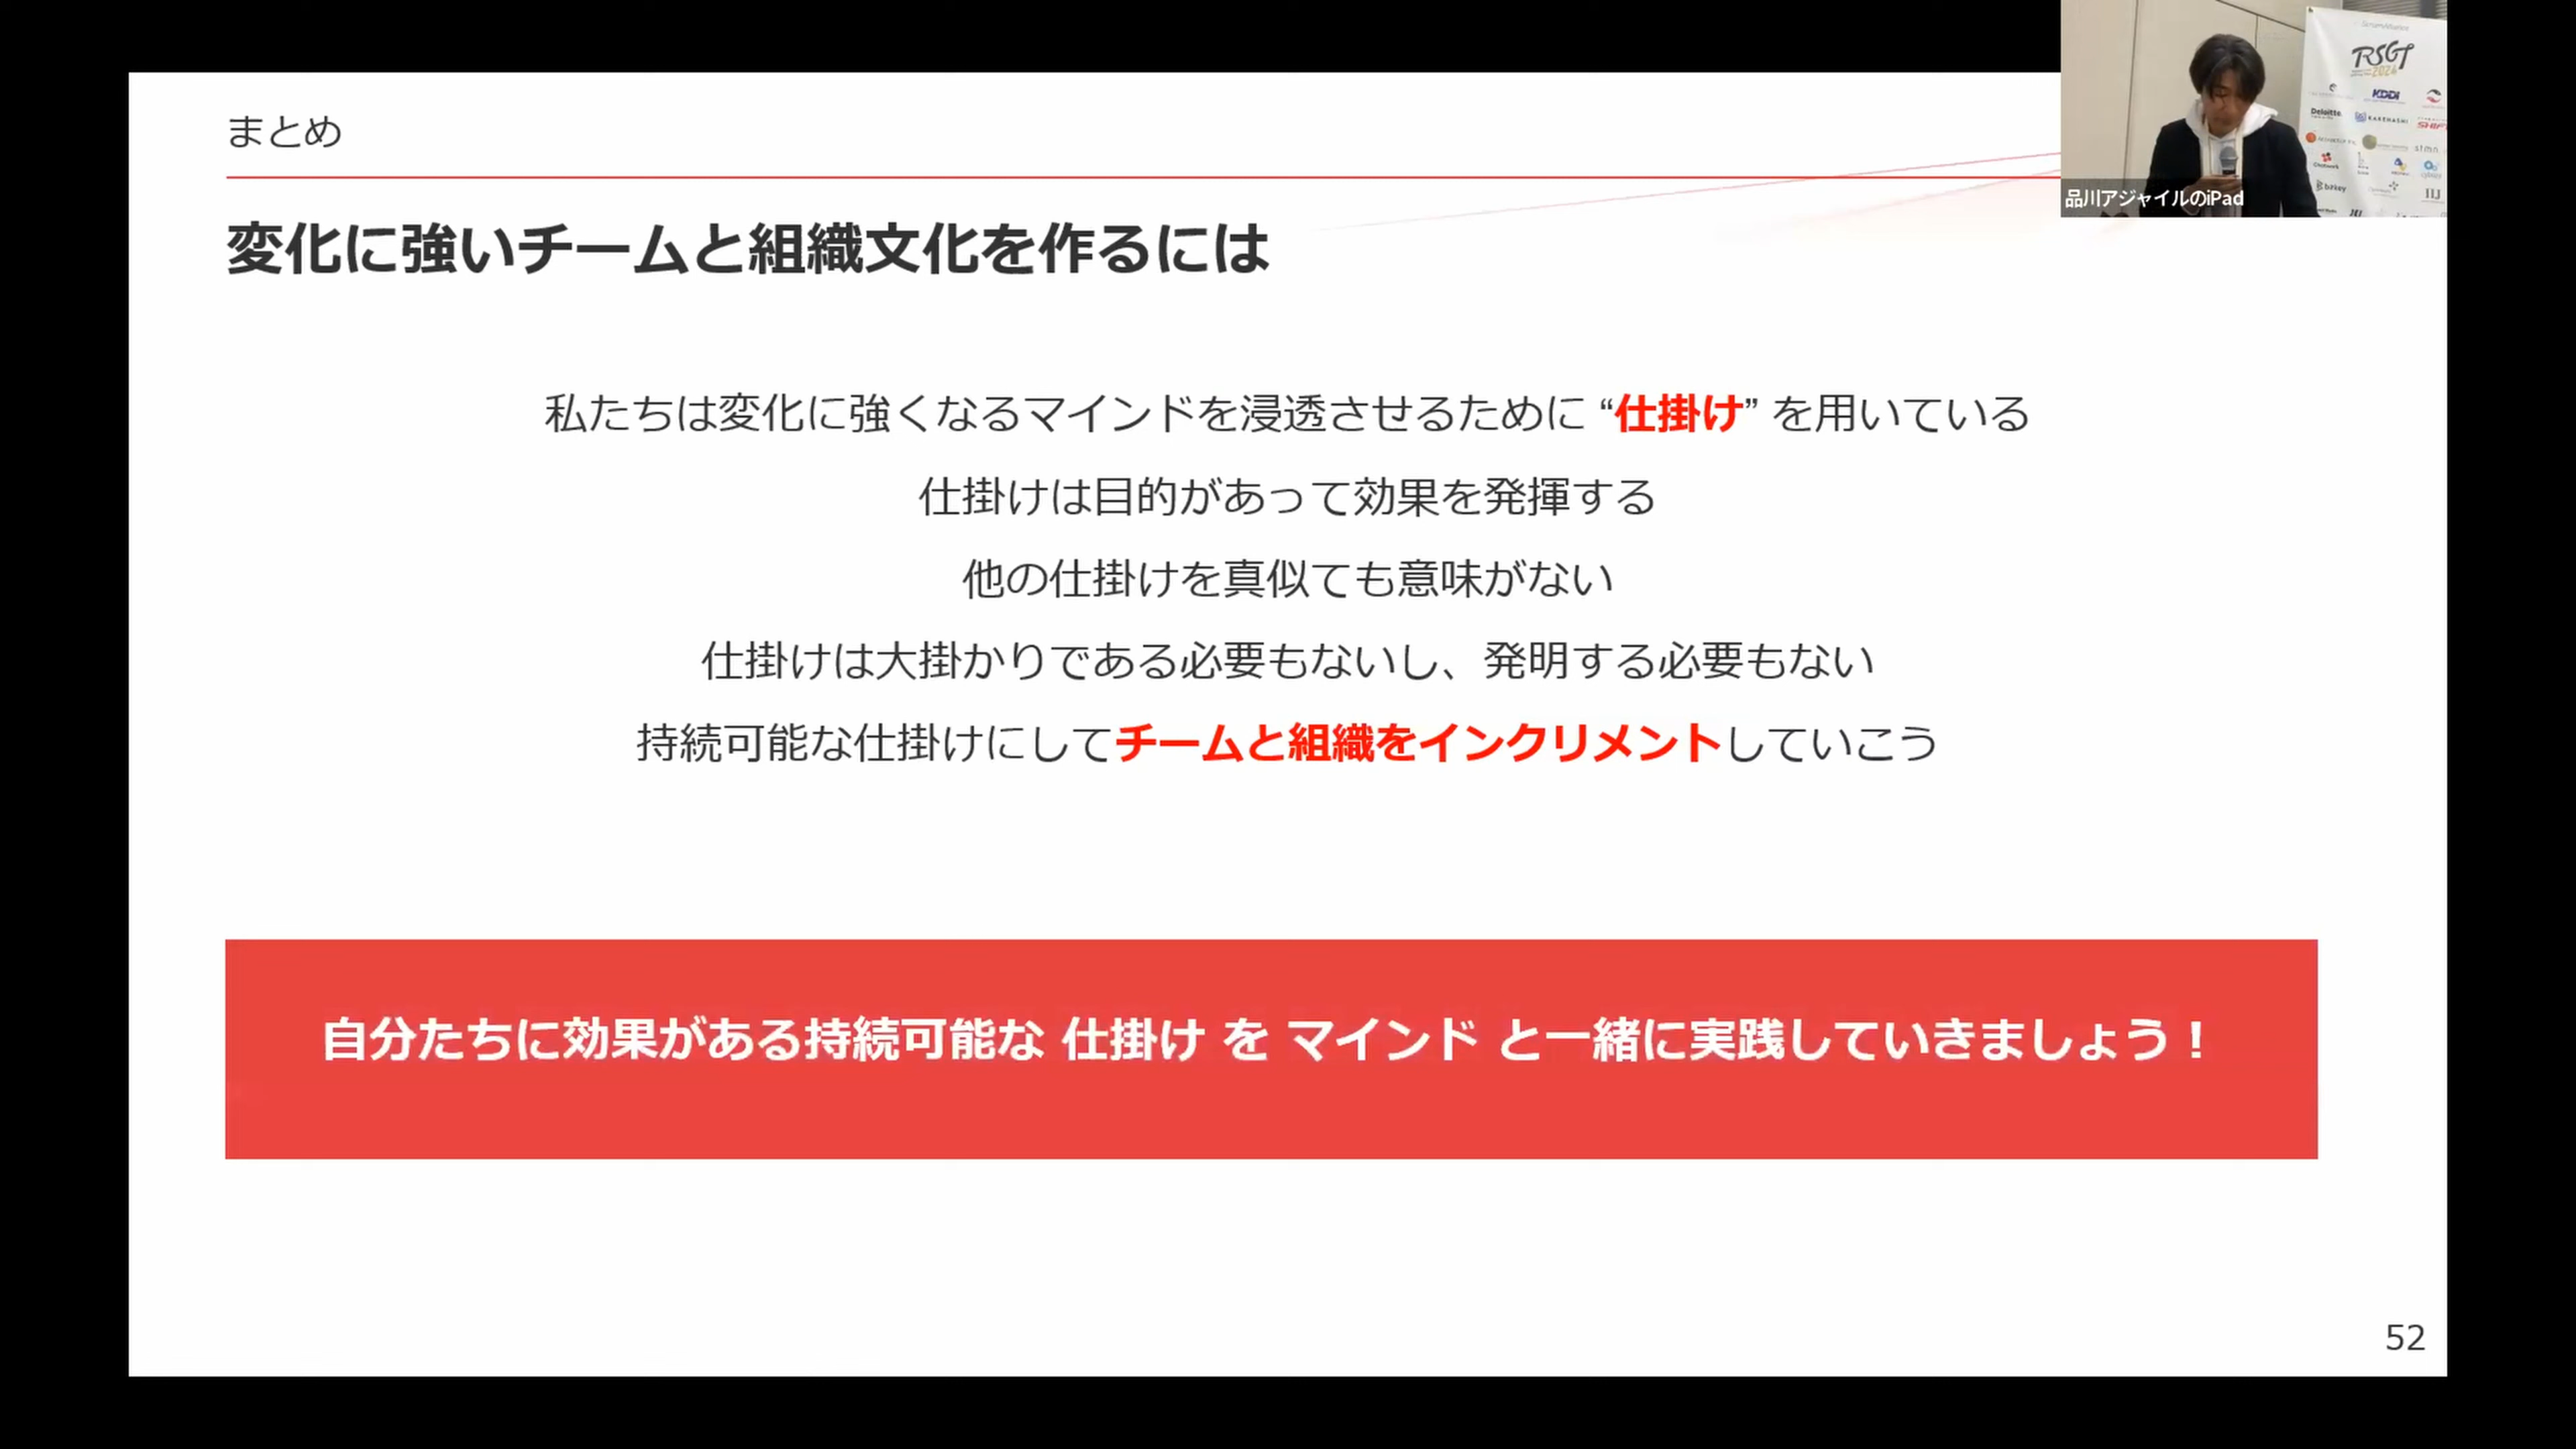 まとめ
変化に強いチームと組織文化を作るには
私たちは変化に強くなるマインドを浸透させるために “仕掛け” を用いている
仕掛けは目的があって効果を発揮する
他の仕掛けを真似ても意味がない
仕掛けは大掛かりである必要もないし、発明する必要もない
持続可能な仕掛けにしてチームと組織をインクリメントしていこう
自分たちに効果がある持続可能な 仕掛け を マインド と一緒に実践していきましょう！
52
RSGT
2024
KDDI
Deloitte.
KAKEHASHI
SHIFT
Chatwork
bitkey
IIJ
品川アジャイルのiPad